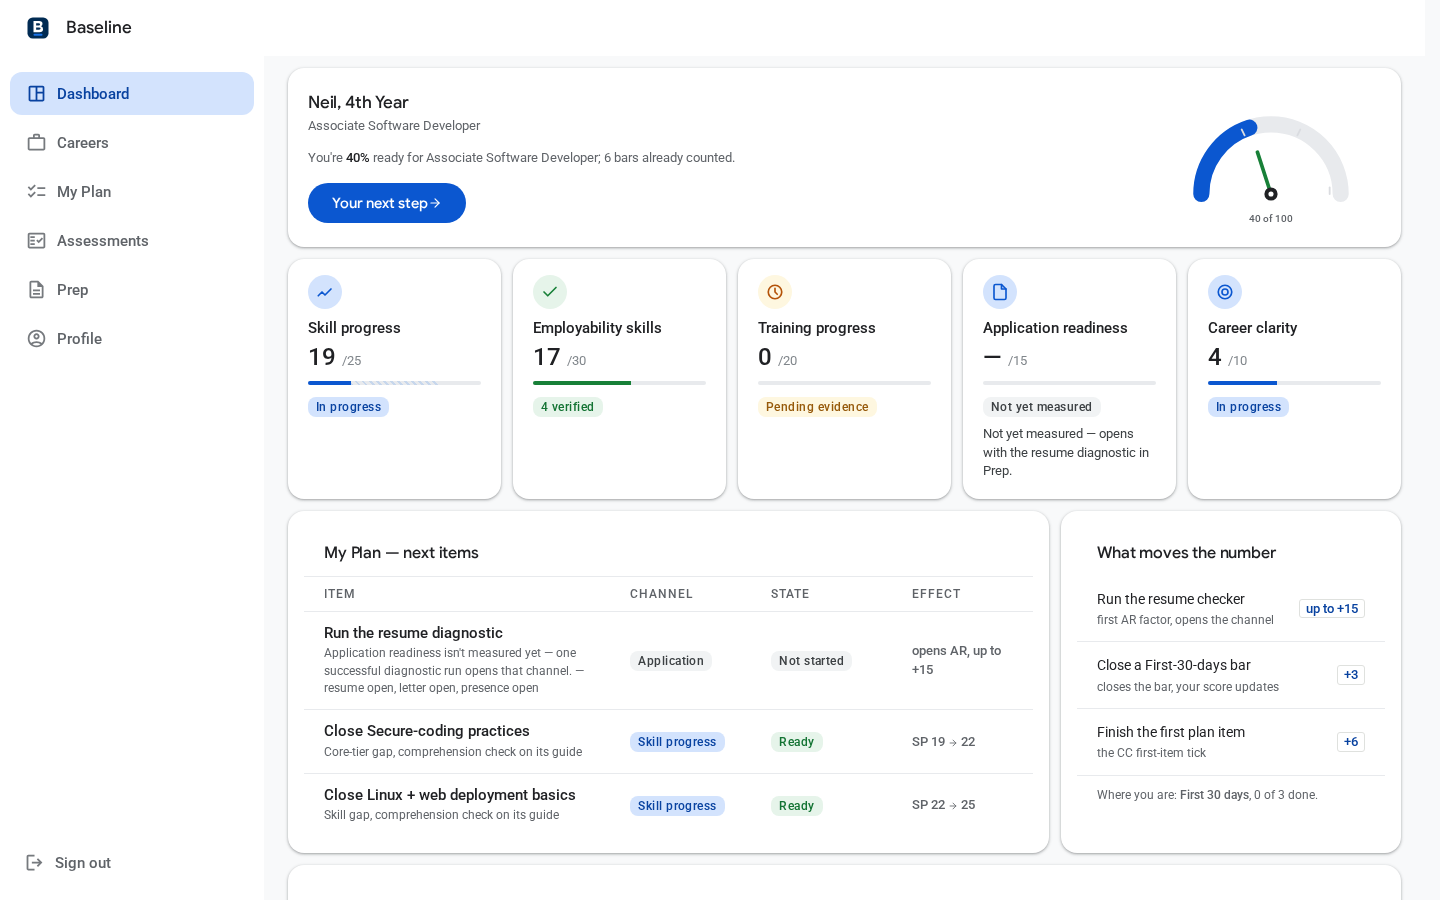 B Baseline
Dashboard
Careers
My Plan
Assessments
Prep
Profile
Sign out
Neil, 4th Year
Associate Software Developer
You're 40% ready for Associate Software Developer; 6 bars already counted.
Your next step→
40 of 100
Skill progress
19 /25
In progress
Employability skills
17 /30
4 verified
Training progress
0 /20
Pending evidence
Application readiness
— /15
Not yet measured
Not yet measured — opens
with the resume diagnostic in
Prep.
Career clarity
4 /10
In progress
My Plan — next items
ITEM CHANNEL STATE EFFECT
Run the resume diagnostic
Application readiness isn't measured yet — one
successful diagnostic run opens that channel. —
resume open, letter open, presence open
Application
Not started
opens AR, up to
+15
Close Secure-coding practices
Core-tier gap, comprehension check on its guide
Skill progress
Ready
SP 19 → 22
Close Linux + web deployment basics
Skill gap, comprehension check on its guide
Skill progress
Ready
SP 22 → 25
What moves the number
Run the resume checker
first AR factor, opens the channel
up to +15
Close a First-30-days bar
closes the bar, your score updates
+3
Finish the first plan item
the CC first-item tick
+6
Where you are: First 30 days, 0 of 3 done.